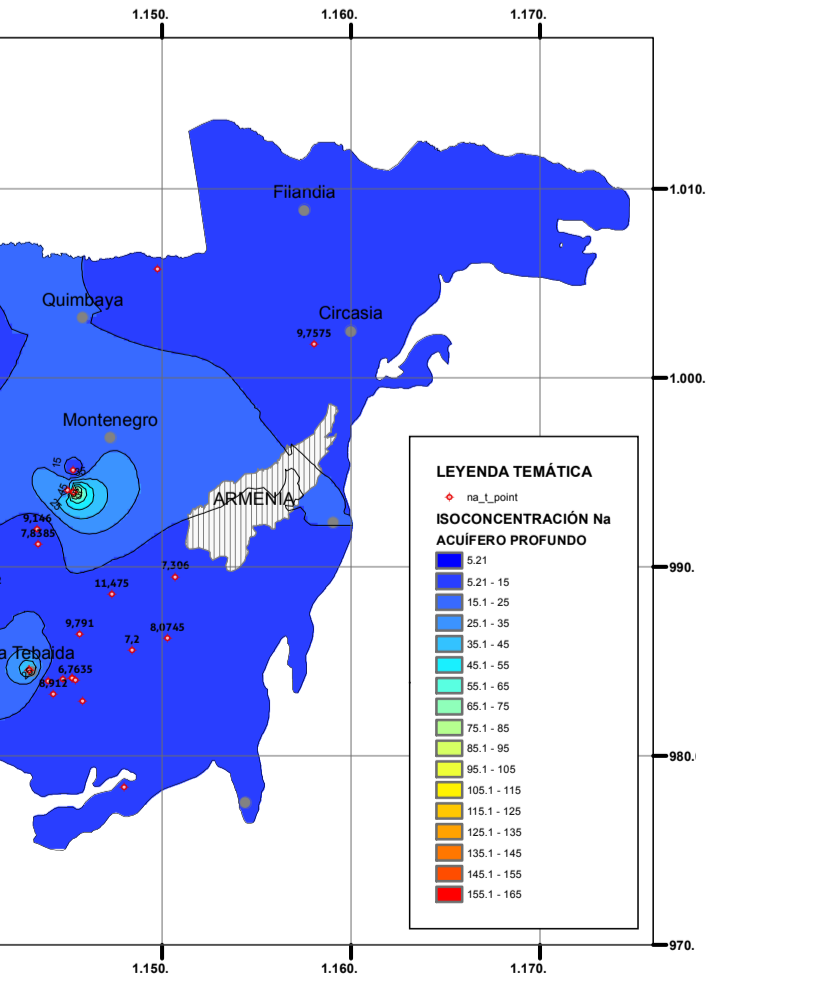 1.150.
1.160.
1.170.
1.010.
Filandia
Quimbaya
Circasia
9,7575
1.000.
Montenegro
15
ARMENIA
9,146
7,8385
7,306
990.
11,475
9,791
8,0745
7,2
a Tebaida
6,7635
8,912
980.
LEYENDA TEMÁTICA
na_t_point
ISOCONCENTRACIÓN Na
ACUÍFERO PROFUNDO
5.21
5.21 - 15
15.1 - 25
25.1 - 35
35.1 - 45
45.1 - 55
55.1 - 65
65.1 - 75
75.1 - 85
85.1 - 95
95.1 - 105
105.1 - 115
115.1 - 125
125.1 - 135
135.1 - 145
145.1 - 155
155.1 - 165
970.
1.150.
1.160.
1.170.